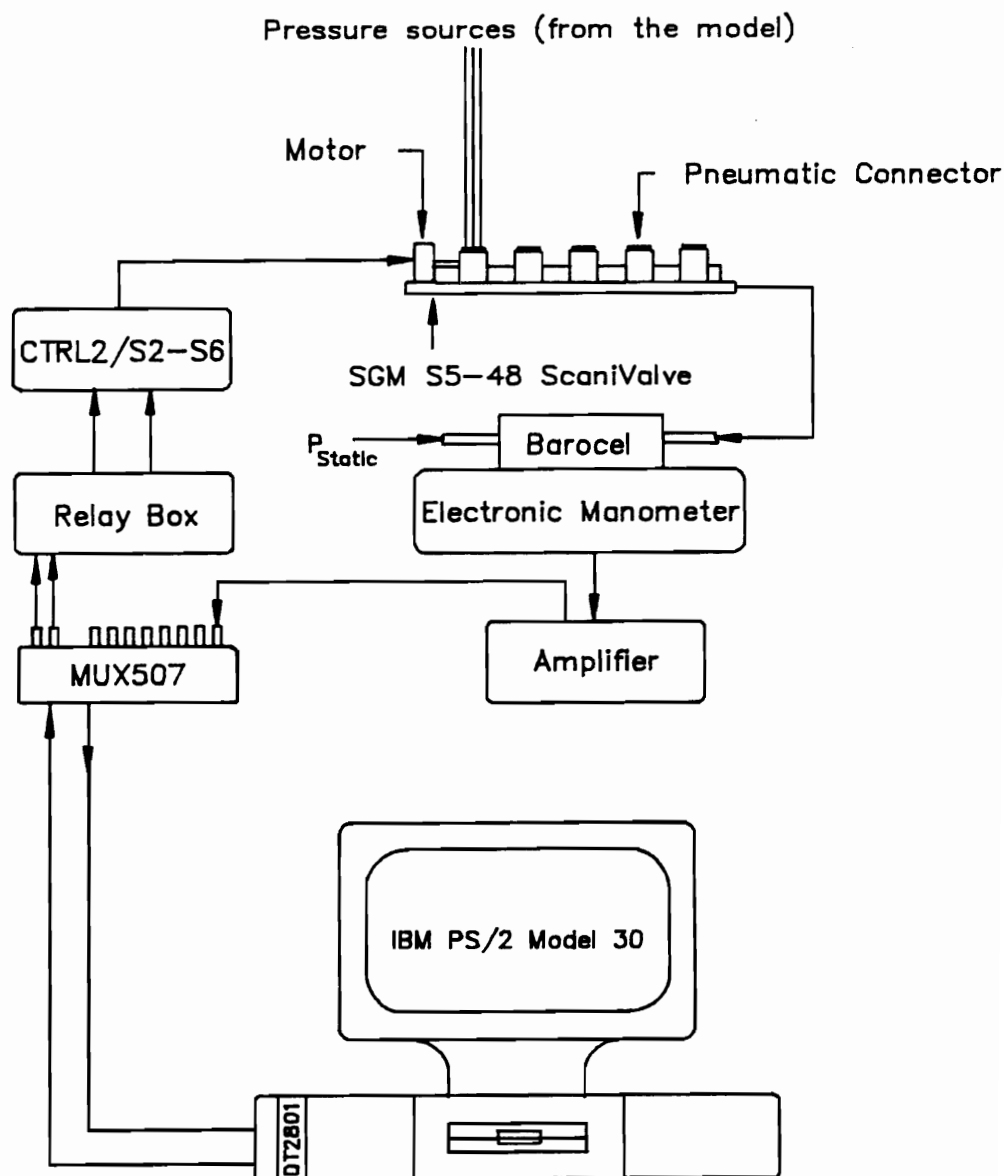 Pressure sources (from the model)
Motor
Pneumatic Connector
CTRL2/S2-S6
SGM S5-48 ScaniValve
P Static
Barocel
Relay Box
Electronic Manometer
MUX507
Amplifier
IBM PS/2 Model 30
DT2801